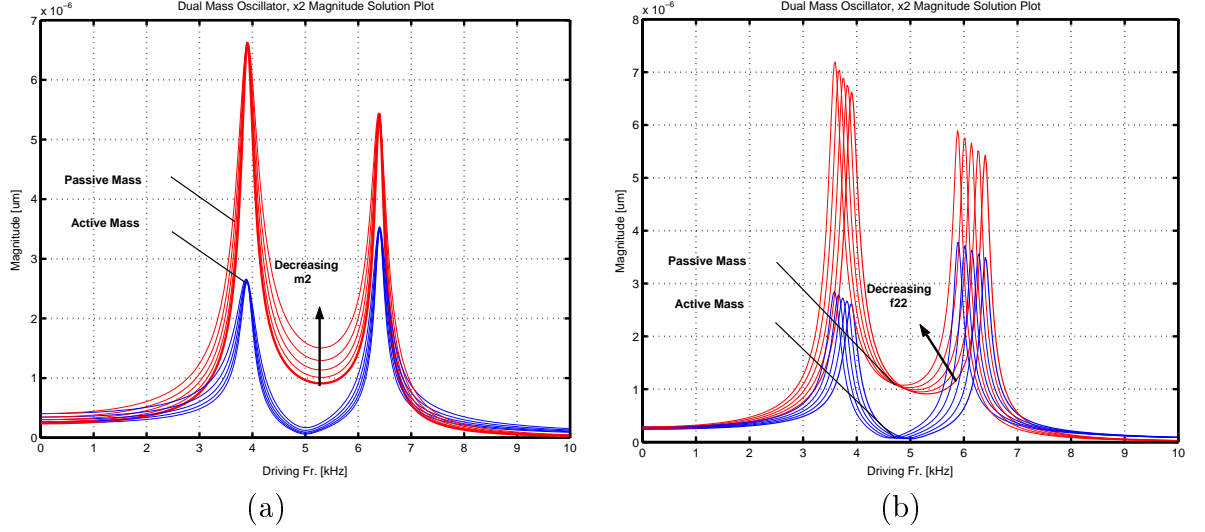 Dual Mass Oscillator, x2 Magnitude Solution Plot
x 10⁻⁶
7
6
5
4
3
2
1
0
Magnitude [um]
Passive Mass
Active Mass
Decreasing
m2
0 1 2 3 4 5 6 7 8 9 10
Driving Fr. [kHz]
(a)
Dual Mass Oscillator, x2 Magnitude Solution Plot
x 10⁻⁶
8
7
6
5
4
3
2
1
0
Magnitude [um]
Passive Mass
Active Mass
Decreasing
f22
0 1 2 3 4 5 6 7 8 9 10
Driving Fr. [kHz]
(b)